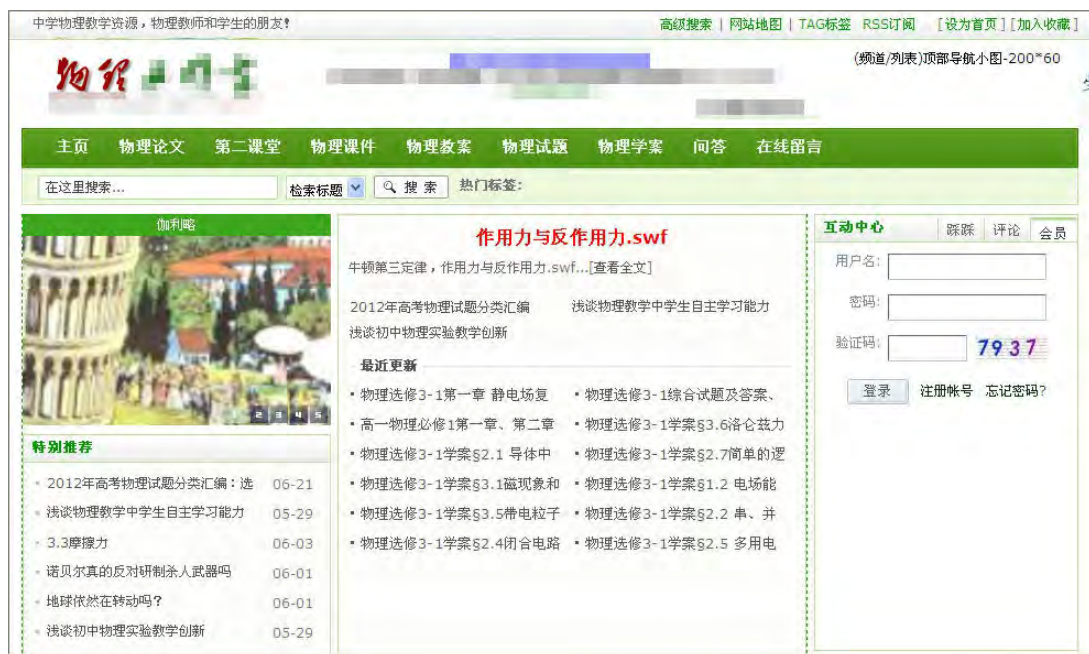 中学物理教学资源，物理教师和学生的朋友！
高级搜索 | 网站地图 | TAG标签 RSS订阅 [设为首页] [加入收藏]
物理
(频道/列表)顶部导航小图-200*60
主页 物理论文 第二课堂 物理课件 物理教案 物理试题 物理学案 问答 在线留言
在这里搜索... 检索标题 搜 索 热门标签：
伽利略
2 3 4 5
特别推荐
2012年高考物理试题分类汇编：选 06-21
浅谈物理教学中学生自主学习能力 05-29
3.3摩擦力 06-03
诺贝尔真的反对研制杀人武器吗 06-01
地球依然在转动吗？ 06-01
浅谈初中物理实验教学创新 05-29
作用力与反作用力.swf
牛顿第三定律，作用力与反作用力.swf...[查看全文]
2012年高考物理试题分类汇编 浅谈物理教学中学生自主学习能力
浅谈初中物理实验教学创新
最近更新
物理选修3-1第一章 静电场复 物理选修3-1综合试题及答案、
高一物理必修1第一章、第二章 物理选修3-1学案§3.6洛仑兹力
物理选修3-1学案§2.1 导体中 物理选修3-1学案§2.7简单的逻
物理选修3-1学案§3.1磁现象和 物理选修3-1学案§1.2 电场能
物理选修3-1学案§3.5带电粒子 物理选修3-1学案§2.2 串、并
物理选修3-1学案§2.4闭合电路 物理选修3-1学案§2.5 多用电
互动中心 踩踩 评论 会员
用户名：
密码：
验证码： 7937
登录 注册帐号 忘记密码?